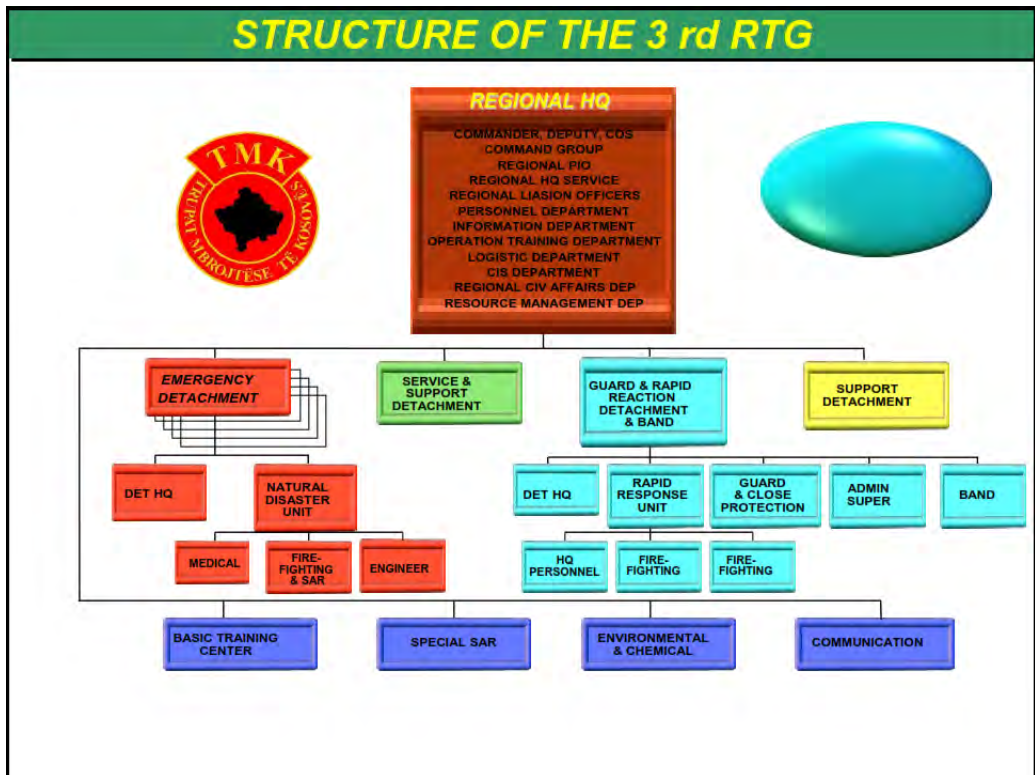 STRUCTURE OF THE 3 rd RTG
REGIONAL HQ
COMMANDER, DEPUTY, COS
COMMAND GROUP
REGIONAL PIO
REGIONAL HQ SERVICE
REGIONAL LIASION OFFICERS
PERSONNEL DEPARTMENT
INFORMATION DEPARTMENT
OPERATION TRAINING DEPARTMENT
LOGISTIC DEPARTMENT
CIS DEPARTMENT
REGIONAL CIV AFFAIRS DEP
RESOURCE MANAGEMENT DEP
TMK
TRUPAT MBROJTËSE TË KOSOVËS
EMERGENCY
DETACHMENT
SERVICE &
SUPPORT
DETACHMENT
GUARD & RAPID
REACTION
DETACHMENT
& BAND
SUPPORT
DETACHMENT
DET HQ
NATURAL
DISASTER
UNIT
DET HQ
RAPID
RESPONSE
UNIT
GUARD
& CLOSE
PROTECTION
ADMIN
SUPER
BAND
MEDICAL
FIRE-
FIGHTING
& SAR
ENGINEER
HQ
PERSONNEL
FIRE-
FIGHTING
FIRE-
FIGHTING
BASIC TRAINING
CENTER
SPECIAL SAR
ENVIRONMENTAL
& CHEMICAL
COMMUNICATION